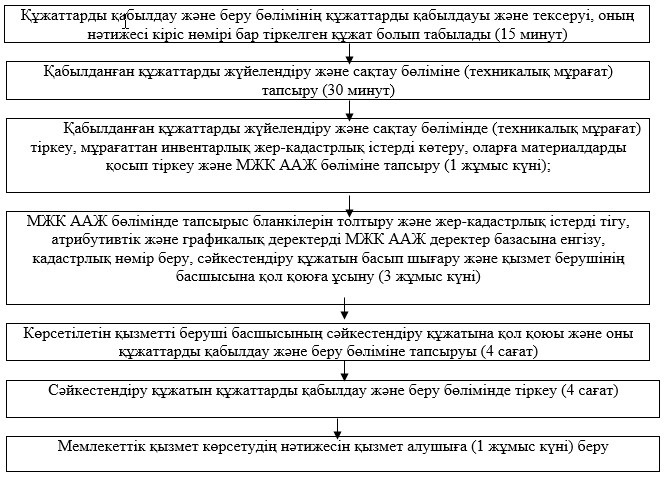 Құжаттарды қабылдау және беру бөлімінің құжаттарды қабылдауы және тексеруі, оның
нәтижесі кіріс нөмірі бар тіркелген құжат болып табылады (15 минут)
Қабылданған құжаттарды жүйелендіру және сақтау бөліміне (техникалық мұрағат)
тапсыру (30 минут)
Қабылданған құжаттарды жүйелендіру және сақтау бөлімінде (техникалық мұрағат)
тіркеу, мұрағаттан инвентарлық жер-кадастрлық істерді көтеру, оларға материалдарды
қосып тіркеу және МЖК ААЖ бөліміне тапсыру (1 жұмыс күні);
МЖК ААЖ бөлімінде тапсырыс бланкілерін толтыру және жер-кадастрлық істерді тігу,
атрибутивтік және графикалық деректерді МЖК ААЖ деректер базасына енгізу,
кадастрлық нөмір беру, сәйкестендіру құжатын басып шығару және қызмет берушінің
басшысына қол қоюға ұсыну (3 жұмыс күні)
Көрсетілетін қызметті беруші басшысының сәйкестендіру құжатына қол қоюы және оны
құжаттарды қабылдау және беру бөліміне тапсыруы (4 сағат)
Сәйкестендіру құжатын құжаттарды қабылдау және беру бөлімінде тіркеу (4 сағат)
Мемлекеттік қызмет көрсетудің нәтижесін қызмет алушыға (1 жұмыс күні) беру